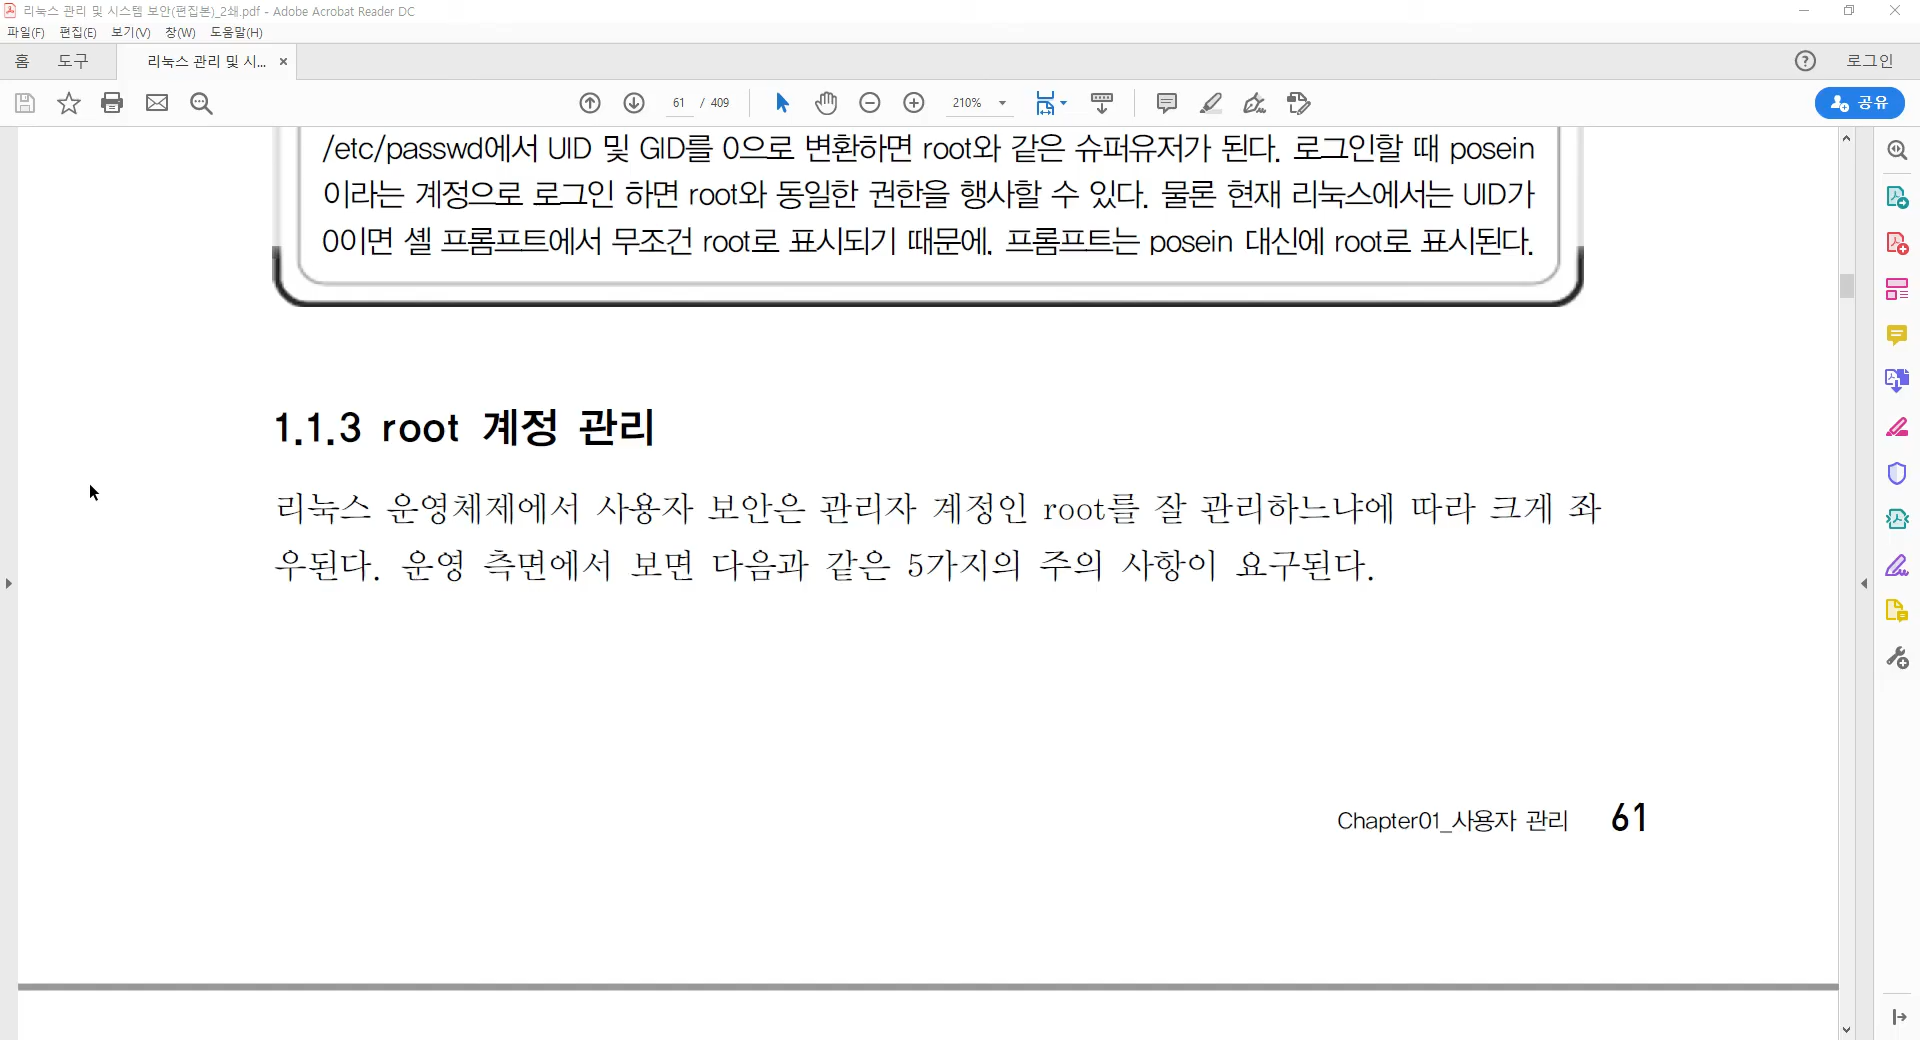 리눅스 관리 및 시스템 보안(편집본)_2쇄.pdf - Adobe Acrobat Reader DC
파일(F) 편집(E) 보기(V) 창(W) 도움말(H)
홈 도구 리눅스 관리 및 시... × 로그인
61 / 409 210% 공유
/etc/passwd에서 UID 및 GID를 0으로 변환하면 root와 같은 슈퍼유저가 된다. 로그인할 때 posein
이라는 계정으로 로그인 하면 root와 동일한 권한을 행사할 수 있다. 물론 현재 리눅스에서는 UID가
0이면 셸 프롬프트에서 무조건 root로 표시되기 때문에, 프롬프트는 posein 대신에 root로 표시된다.
1.1.3 root 계정 관리
리눅스 운영체제에서 사용자 보안은 관리자 계정인 root를 잘 관리하느냐에 따라 크게 좌
우된다. 운영 측면에서 보면 다음과 같은 5가지의 주의 사항이 요구된다.
Chapter01_사용자 관리 61